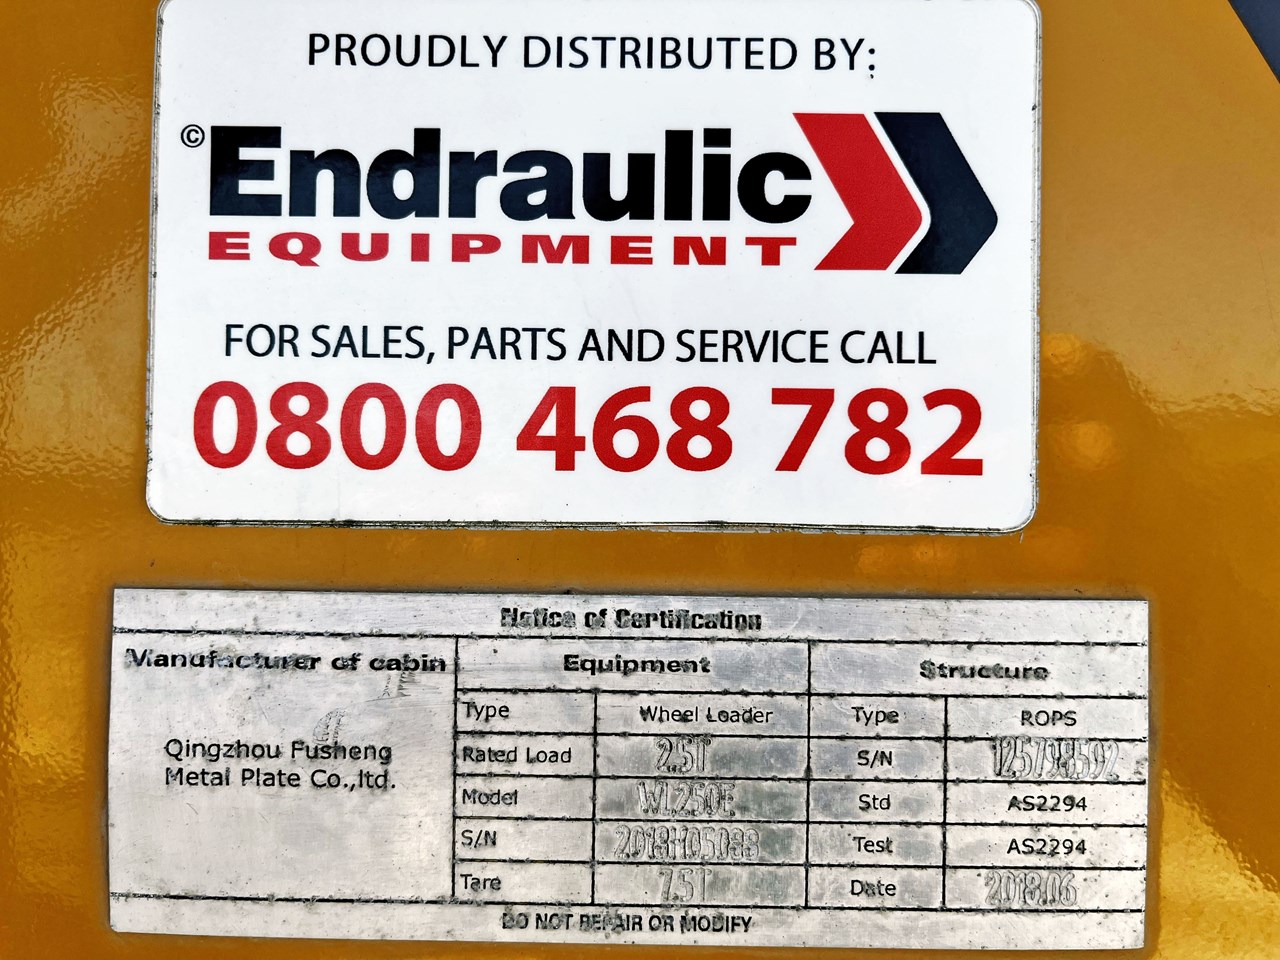 PROUDLY DISTRIBUTED BY:
© Endraulic
EQUIPMENT
FOR SALES, PARTS AND SERVICE CALL
0800 468 782
Notice of Certification
Manufacturer of cabin
Equipment
Structure
Qingzhou Fusheng
Metal Plate Co.,ltd.
Type Wheel Loader Type ROPS
Rated Load 2.5T S/N
Model WL250E Std AS2294
S/N Test AS2294
Tare 7.5T Date 2018.06
DO NOT REPAIR OR MODIFY